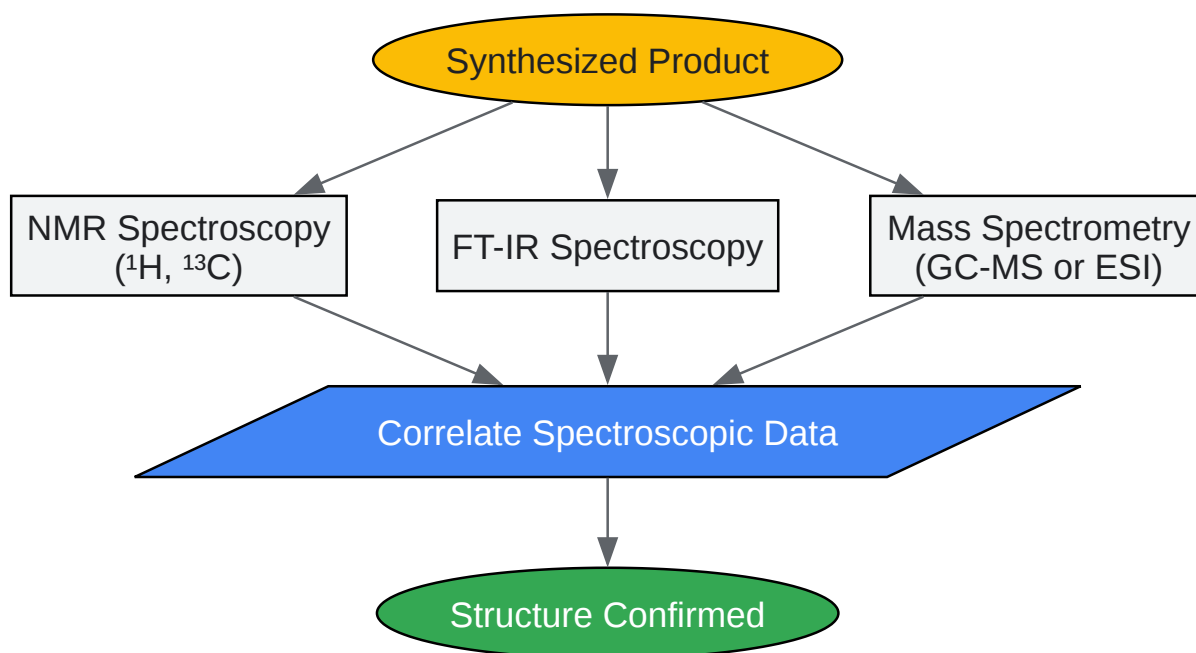 Synthesized Product
NMR Spectroscopy
(¹H, ¹³C)
FT-IR Spectroscopy
Mass Spectrometry
(GC-MS or ESI)
Correlate Spectroscopic Data
Structure Confirmed